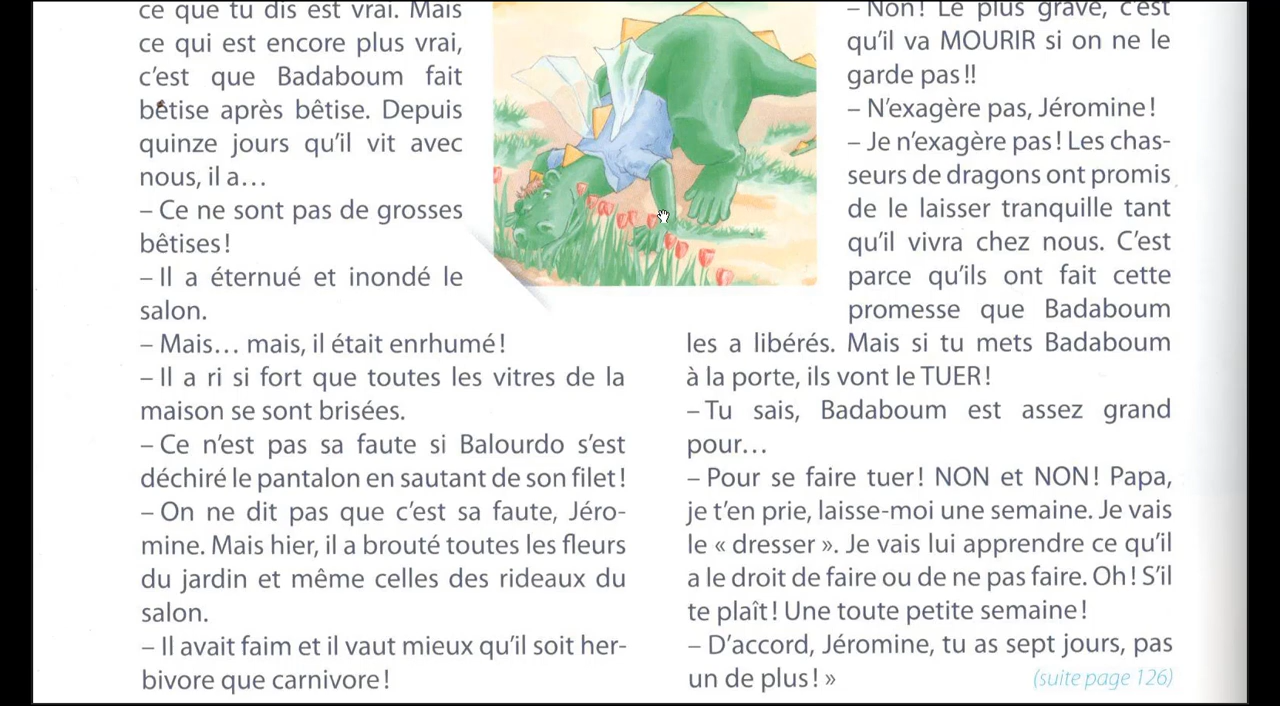 ce que tu dis est vrai. Mais
ce qui est encore plus vrai,
c'est que Badaboum fait
bêtise après bêtise. Depuis
quinze jours qu'il vit avec
nous, il a…
– Ce ne sont pas de grosses
bêtises !
– Il a éternué et inondé le
salon.
– Mais… mais, il était enrhumé !
– Il a ri si fort que toutes les vitres de la
maison se sont brisées.
– Ce n'est pas sa faute si Balourdo s'est
déchiré le pantalon en sautant de son filet !
– On ne dit pas que c'est sa faute, Jéro-
mine. Mais hier, il a brouté toutes les fleurs
du jardin et même celles des rideaux du
salon.
– Il avait faim et il vaut mieux qu'il soit her-
bivore que carnivore !
– Non ! Le plus grave, c'est
qu'il va MOURIR si on ne le
garde pas !!
– N'exagère pas, Jéromine !
– Je n'exagère pas ! Les chas-
seurs de dragons ont promis
de le laisser tranquille tant
qu'il vivra chez nous. C'est
parce qu'ils ont fait cette
promesse que Badaboum
les a libérés. Mais si tu mets Badaboum
à la porte, ils vont le TUER !
– Tu sais, Badaboum est assez grand
pour…
– Pour se faire tuer ! NON et NON ! Papa,
je t'en prie, laisse-moi une semaine. Je vais
le « dresser ». Je vais lui apprendre ce qu'il
a le droit de faire ou de ne pas faire. Oh ! S'il
te plaît ! Une toute petite semaine !
– D'accord, Jéromine, tu as sept jours, pas
un de plus ! »
(suite page 126)